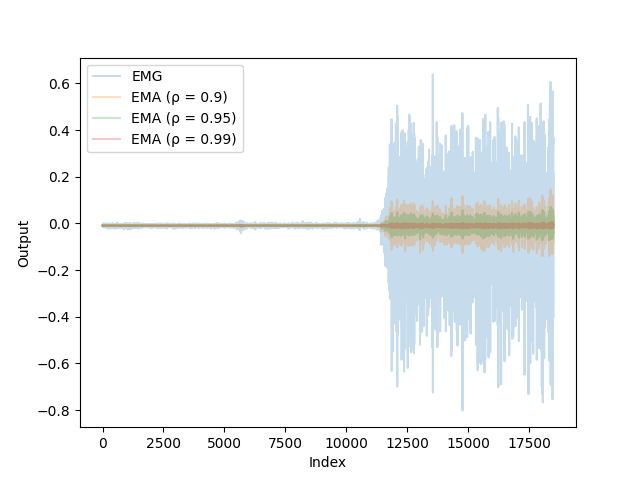 EMG
EMA (ρ = 0.9)
EMA (ρ = 0.95)
EMA (ρ = 0.99)
0.6
0.4
0.2
0.0
−0.2
−0.4
−0.6
−0.8
Output
0 2500 5000 7500 10000 12500 15000 17500
Index